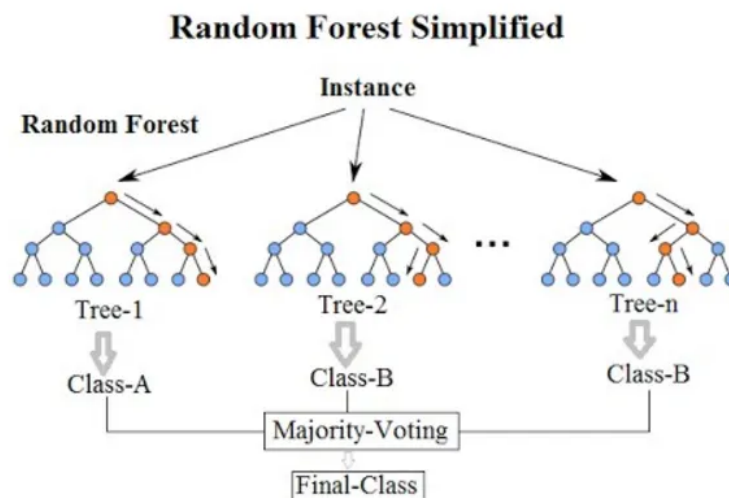 Random Forest Simplified
Instance
Random Forest
...
Tree-1
Tree-2
Tree-n
Class-A
Class-B
Class-B
Majority-Voting
Final-Class